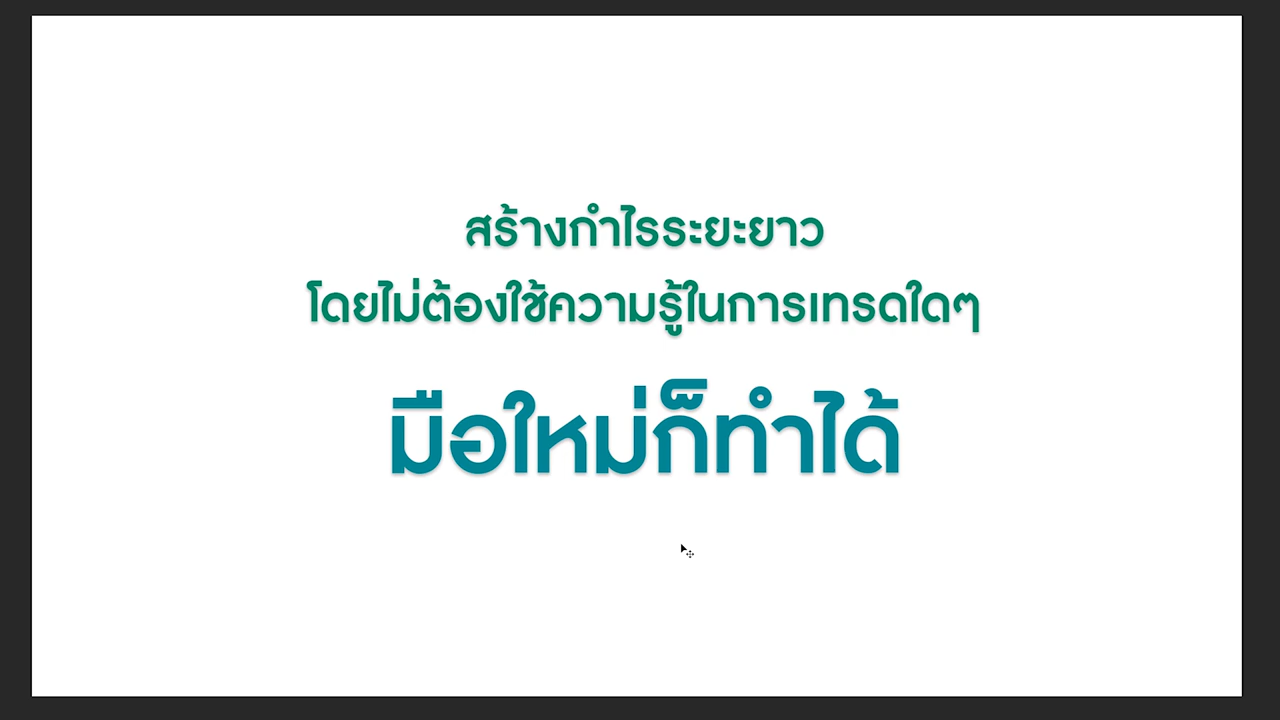 สร้างกำไรระยะยาว
โดยไม่ต้องใช้ความรู้ในการเทรดใดๆ
มือใหม่ก็ทำได้